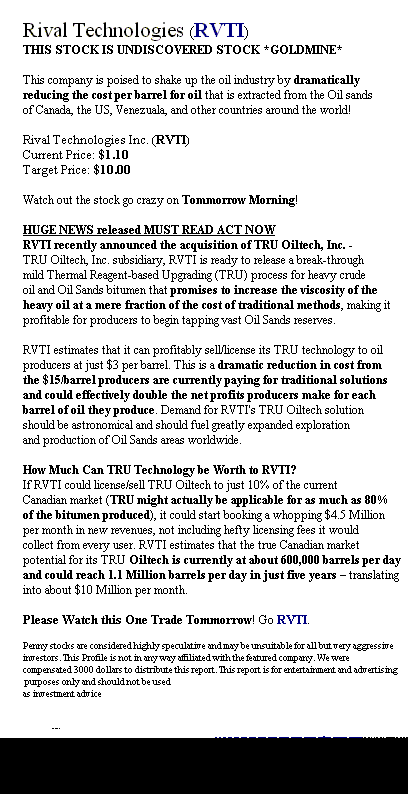 Rival Technologies (RVTI)
THIS STOCK IS UNDISCOVERED STOCK *GOLDMINE*
This company is poised to shake up the oil industry by dramatically
reducing the cost per barrel for oil that is extracted from the Oil sands
of Canada, the US, Venezuala, and other countries around the world!
Rival Technologies Inc. (RVTI)
Current Price: $1.10
Target Price: $10.00
Watch out the stock go crazy on Tommorrow Morning!
HUGE NEWS released MUST READ ACT NOW
RVTI recently announced the acquisition of TRU Oiltech, Inc. -
TRU Oiltech, Inc. subsidiary, RVTI is ready to release a break-through
mild Thermal Reagent-based Upgrading (TRU) process for heavy crude
oil and Oil Sands bitumen that promises to increase the viscosity of the
heavy oil at a mere fraction of the cost of traditional methods, making it
profitable for producers to begin tapping vast Oil Sands reserves.
RVTI estimates that it can profitably sell/license its TRU technology to oil
producers at just $3 per barrel. This is a dramatic reduction in cost from
the $15/barrel producers are currently paying for traditional solutions
and could effectively double the net profits producers make for each
barrel of oil they produce. Demand for RVTI's TRU Oiltech solution
should be astronomical and should fuel greatly expanded exploration
and production of Oil Sands areas worldwide.
How Much Can TRU Technology be Worth to RVTI?
If RVTI could license/sell TRU Oiltech to just 10% of the current
Canadian market (TRU might actually be applicable for as much as 80%
of the bitumen produced), it could start booking a whopping $4.5 Million
per month in new revenues, not including hefty licensing fees it would
collect from every user. RVTI estimates that the true Canadian market
potential for its TRU Oiltech is currently at about 600,000 barrels per day
and could reach 1.1 Million barrels per day in just five years – translating
into about $10 Million per month.
Please Watch this One Trade Tommorrow! Go RVTI.
Penny stocks are considered highly speculative and may be unsuitable for all but very aggressive
investors. This Profile is not in any way affiliated with the featured company. We were
compensated 3000 dollars to distribute this report. This report is for entertainment and advertising
purposes only and should not be used
as investment advice